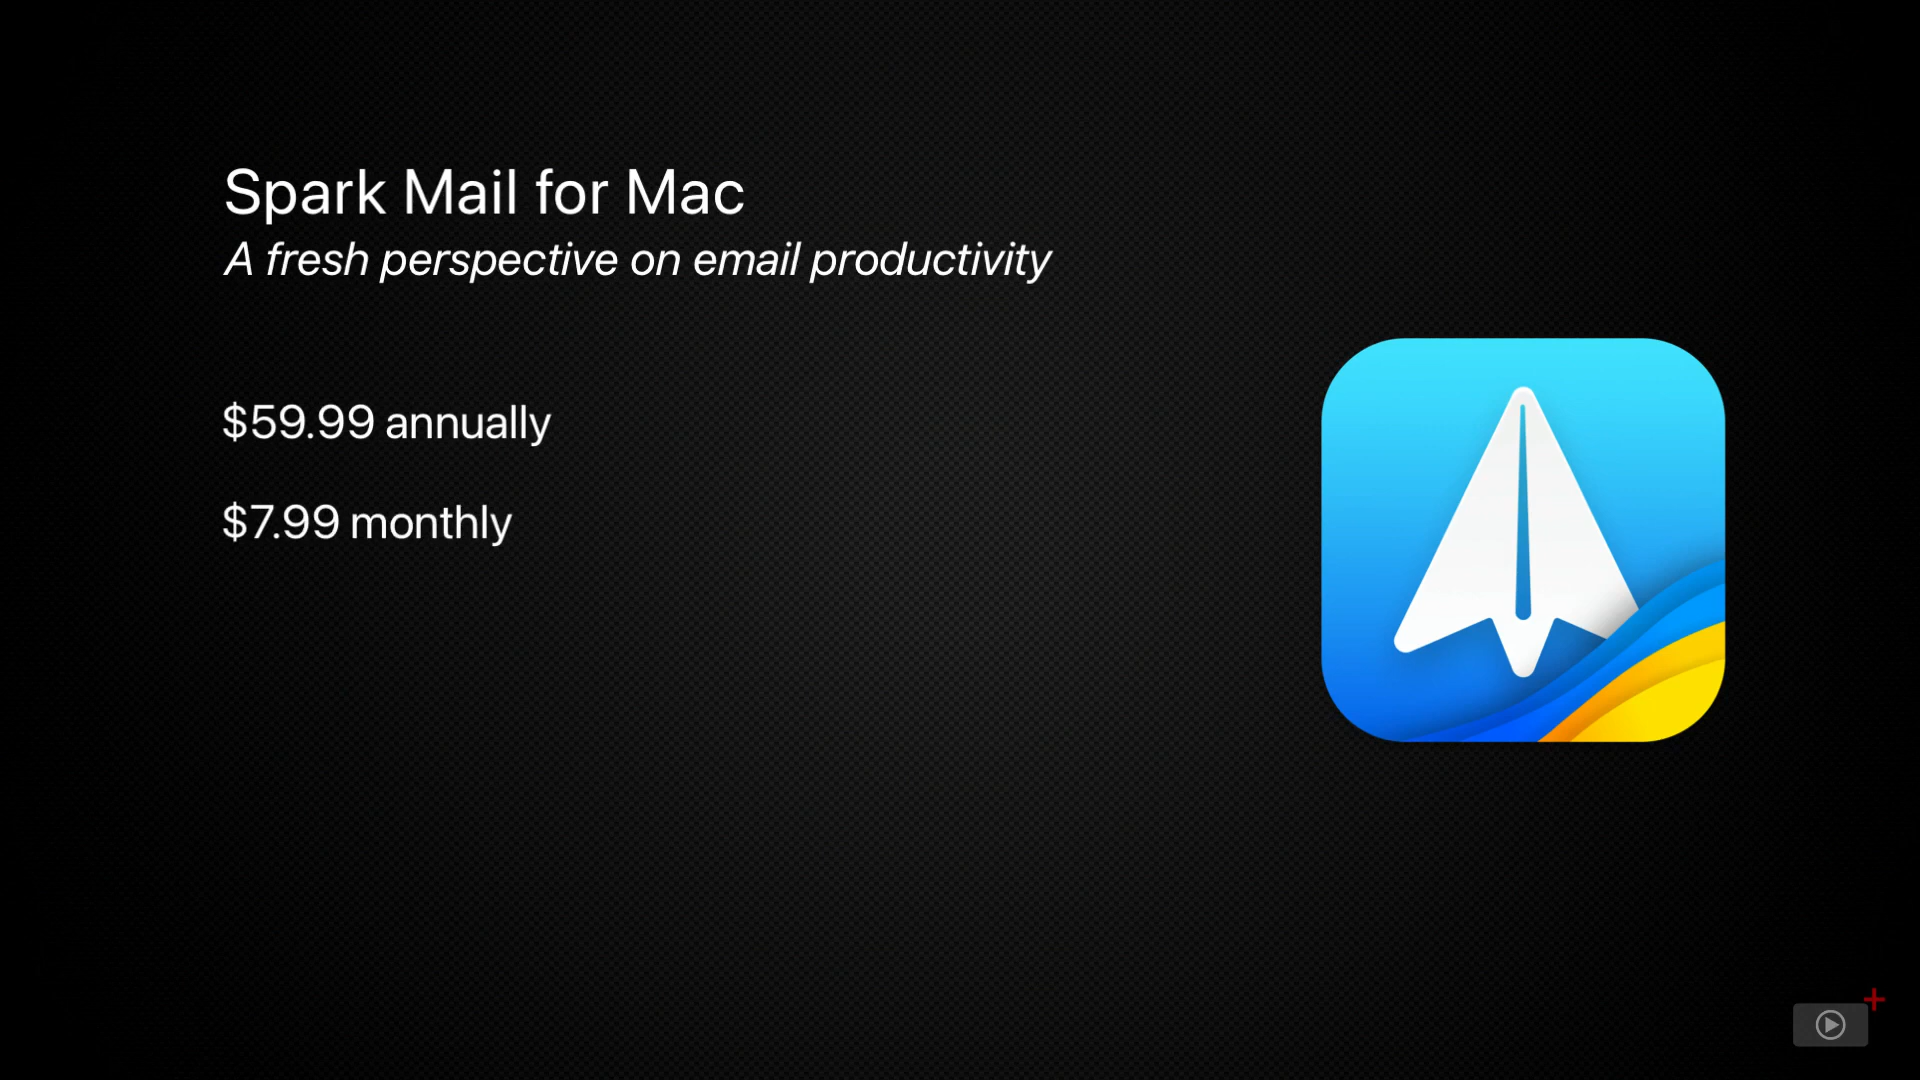 Spark Mail for Mac
A fresh perspective on email productivity
$59.99 annually
$7.99 monthly